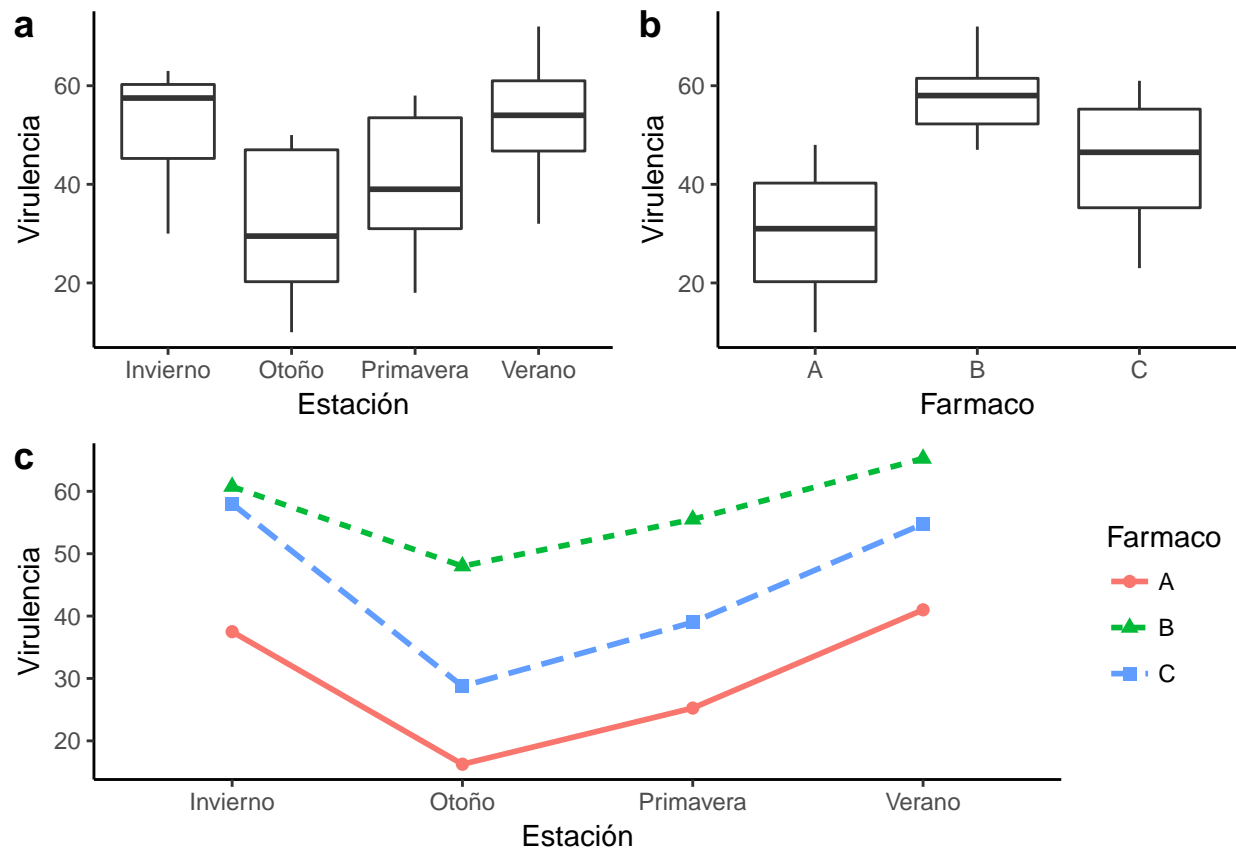 a
Virulencia
60
40
20
Invierno Otoño Primavera Verano
Estación
b
Virulencia
60
40
20
A B C
Farmaco
c
Virulencia
60
50
40
30
20
Invierno Otoño Primavera Verano
Estación
Farmaco
A
B
C